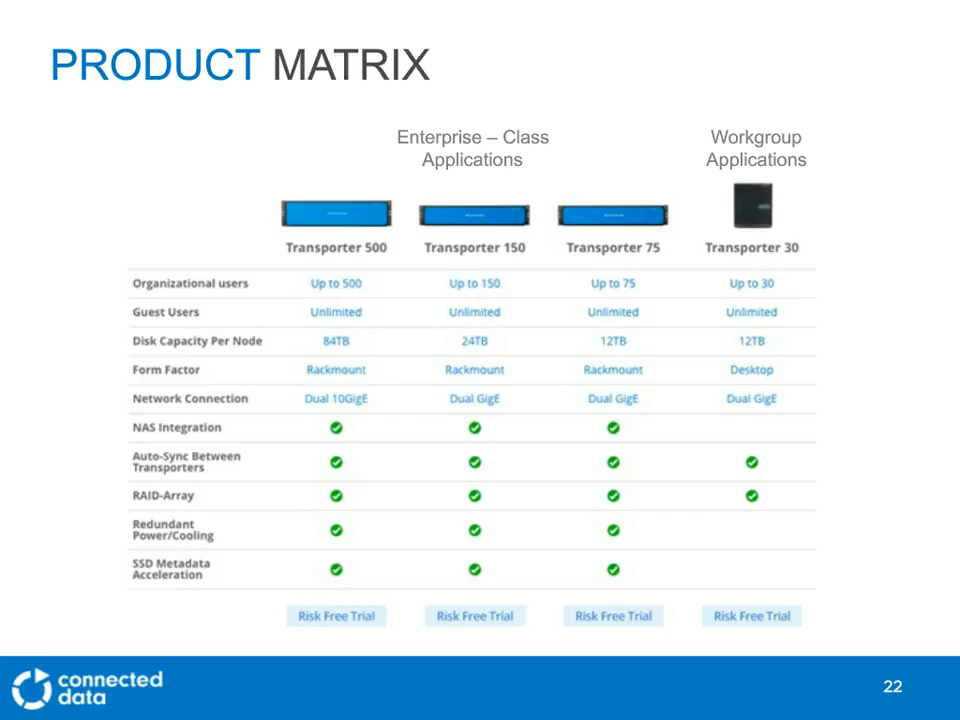 PRODUCT MATRIX
Enterprise – Class
Applications
Workgroup
Applications
Transporter 500 Transporter 150 Transporter 75 Transporter 30
Organizational users Up to 500 Up to 150 Up to 75 Up to 30
Guest Users Unlimited Unlimited Unlimited Unlimited
Disk Capacity Per Node 84TB 24TB 12TB 12TB
Form Factor Rackmount Rackmount Rackmount Desktop
Network Connection Dual 10GigE Dual GigE Dual GigE Dual GigE
NAS Integration
Auto-Sync Between
Transporters
RAID-Array
Redundant
Power/Cooling
SSD Metadata
Acceleration
Risk Free Trial Risk Free Trial Risk Free Trial Risk Free Trial
connected
data
22